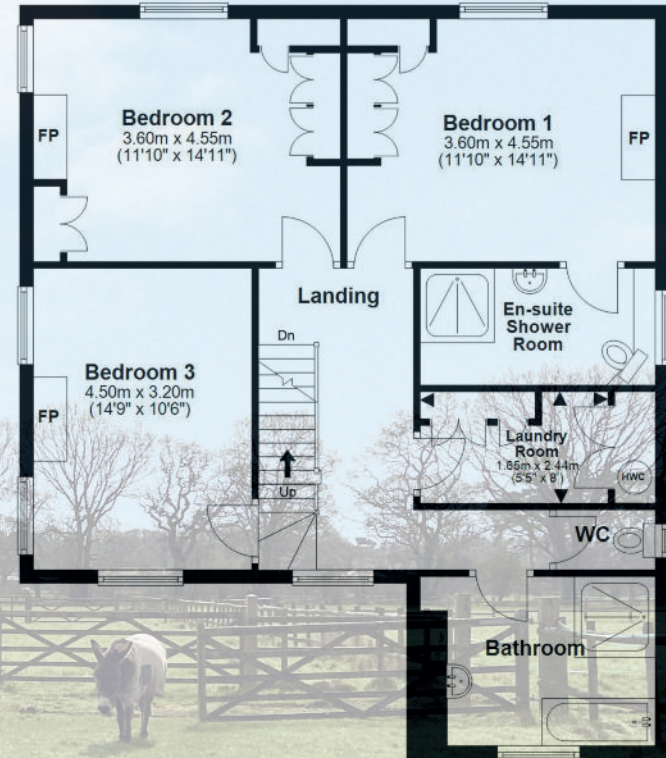 Bedroom 2
3.60m x 4.55m
(11'10" x 14'11")
FP
Bedroom 1
3.60m x 4.55m
(11'10" x 14'11")
FP
Landing
Dn
Up
En-suite
Shower
Room
Bedroom 3
4.50m x 3.20m
(14'9" x 10'6")
FP
Laundry
Room
1.65m x 2.44m
(5'5" x 8')
HWC
WC
Bathroom